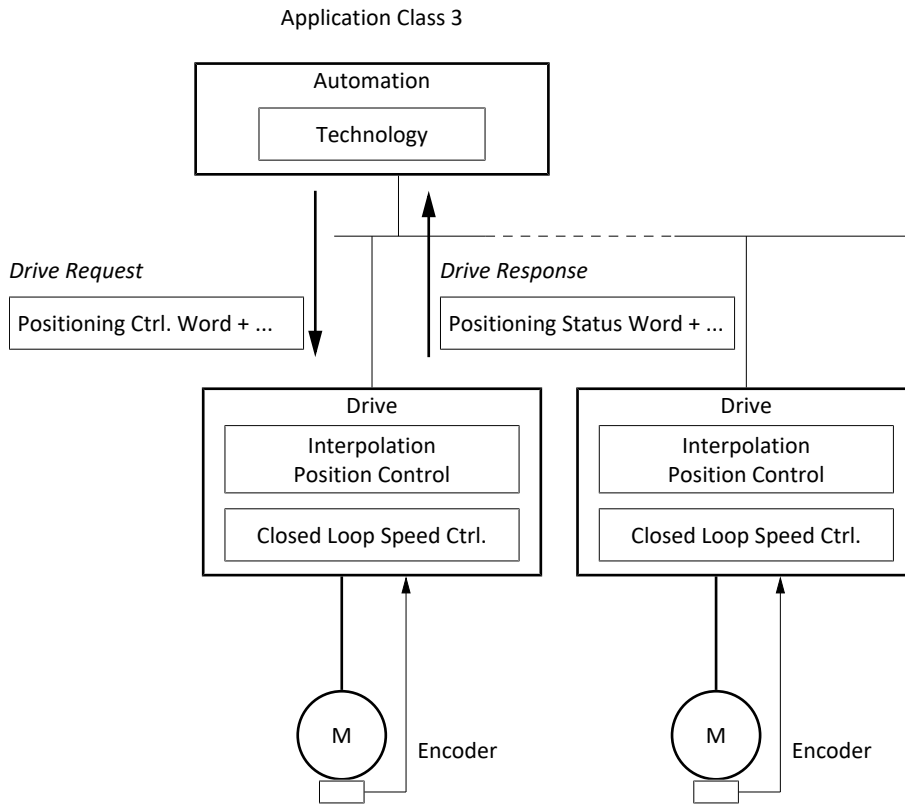 Application Class 3
Automation
Technology
Drive Request
Positioning Ctrl. Word + ...
Drive Response
Positioning Status Word + ...
Drive
Interpolation
Position Control
Closed Loop Speed Ctrl.
Drive
Interpolation
Position Control
Closed Loop Speed Ctrl.
M
Encoder
M
Encoder